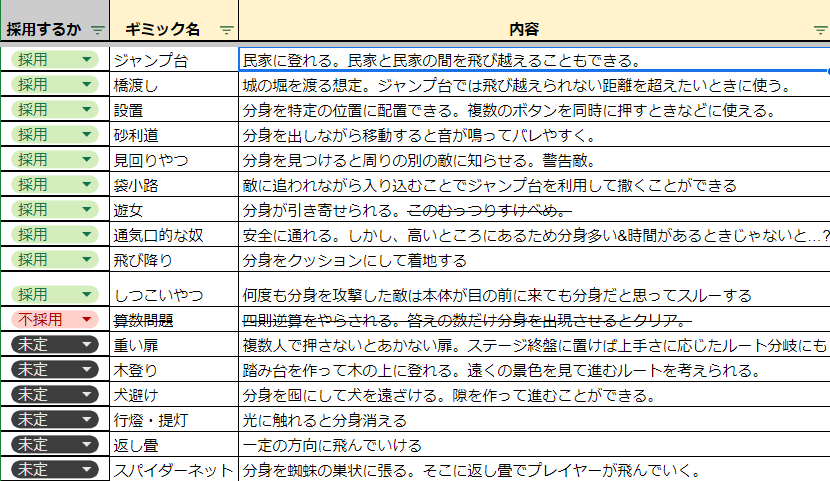 採用するか ギミック名 内容
採用 ジャンプ台 民家に登れる。民家と民家の間を飛び越えることもできる。
採用 橋渡し 城の堀を渡る想定。ジャンプ台では飛び越えられない距離を超えたいときに使う。
採用 設置 分身を特定の位置に配置できる。複数のボタンを同時に押すときなどに使える。
採用 砂利道 分身を出しながら移動すると音が鳴ってバレやすく。
採用 見回りやつ 分身を見つけると周りの別の敵に知らせる。警告敵。
採用 袋小路 敵に追われながら入り込むことでジャンプ台を利用して撒くことができる
採用 遊女 分身が引き寄せられる。このむっつりすけべめ。
採用 通気口的な奴 安全に通れる。しかし、高いところにあるため分身多い&時間があるときじゃないと…?
採用 飛び降り 分身をクッションにして着地する
採用 しつこいやつ 何度も分身を攻撃した敵は本体が目の前に来ても分身だと思ってスルーする
不採用 算数問題 四則逆算をやらされる。答えの数だけ分身を出現させるとクリア。
未定 重い扉 複数人で押さないとあかない扉。ステージ終盤に置けば上手さに応じたルート分岐にも
未定 木登り 踏み台を作って木の上に登れる。遠くの景色を見て進むルートを考えられる。
未定 犬避け 分身を囮にして犬を遠ざける。隙を作って進むことができる。
未定 行燈・提灯 光に触れると分身消える
未定 返し畳 一定の方向に飛んでいける
未定 スパイダーネット 分身を蜘蛛の巣状に張る。そこに返し畳でプレイヤーが飛んでいく。